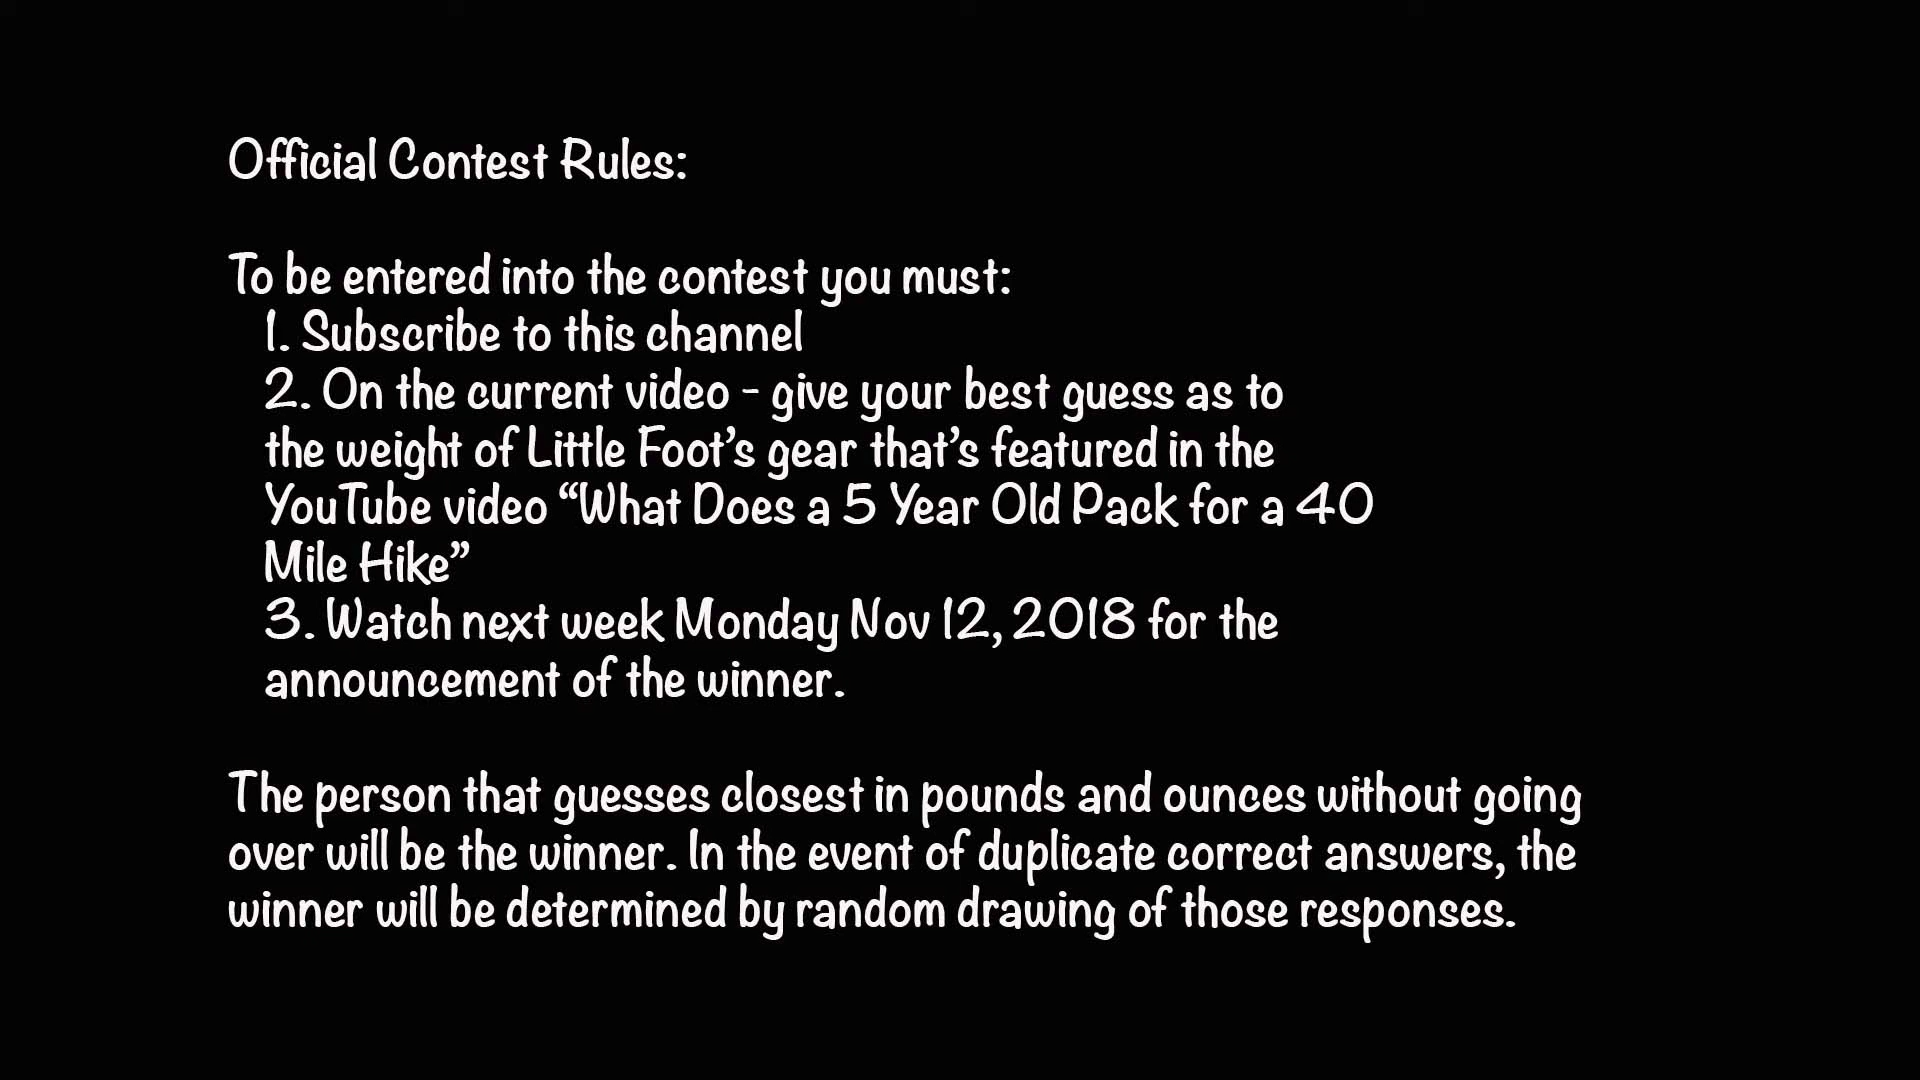 Official Contest Rules:
To be entered into the contest you must:
1. Subscribe to this channel
2. On the current video - give your best guess as to
the weight of Little Foot’s gear that’s featured in the
YouTube video “What Does a 5 Year Old Pack for a 40
Mile Hike”
3. Watch next week Monday Nov 12, 2018 for the
announcement of the winner.
The person that guesses closest in pounds and ounces without going
over will be the winner. In the event of duplicate correct answers, the
winner will be determined by random drawing of those responses.